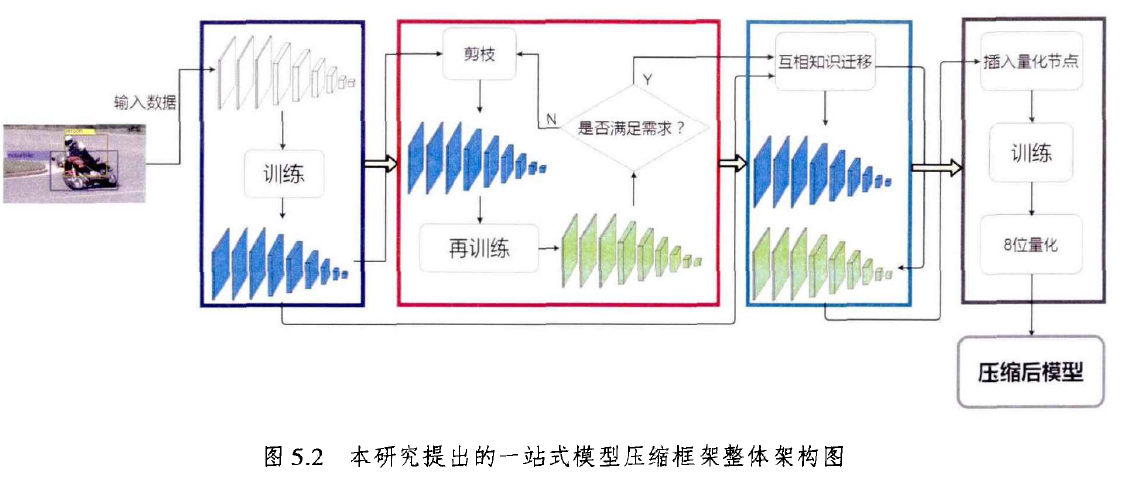 输入数据
训练
剪枝
再训练
是否满足需求？
N
Y
互相知识迁移
插入量化节点
训练
8位量化
压缩后模型
图 5.2 本研究提出的一站式模型压缩框架整体架构图